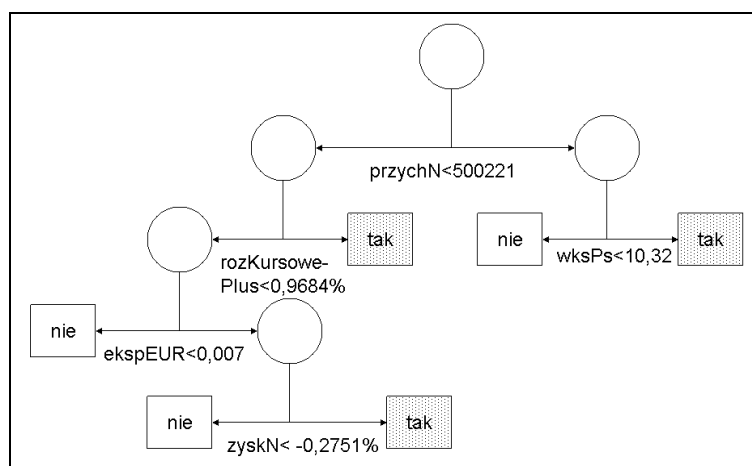 przychN<500221
tak
nie
tak
rozKursowe-
Plus<0,9684%
wksPs<10,32
nie
ekspEUR<0,007
nie
tak
zyskN< -0,2751%